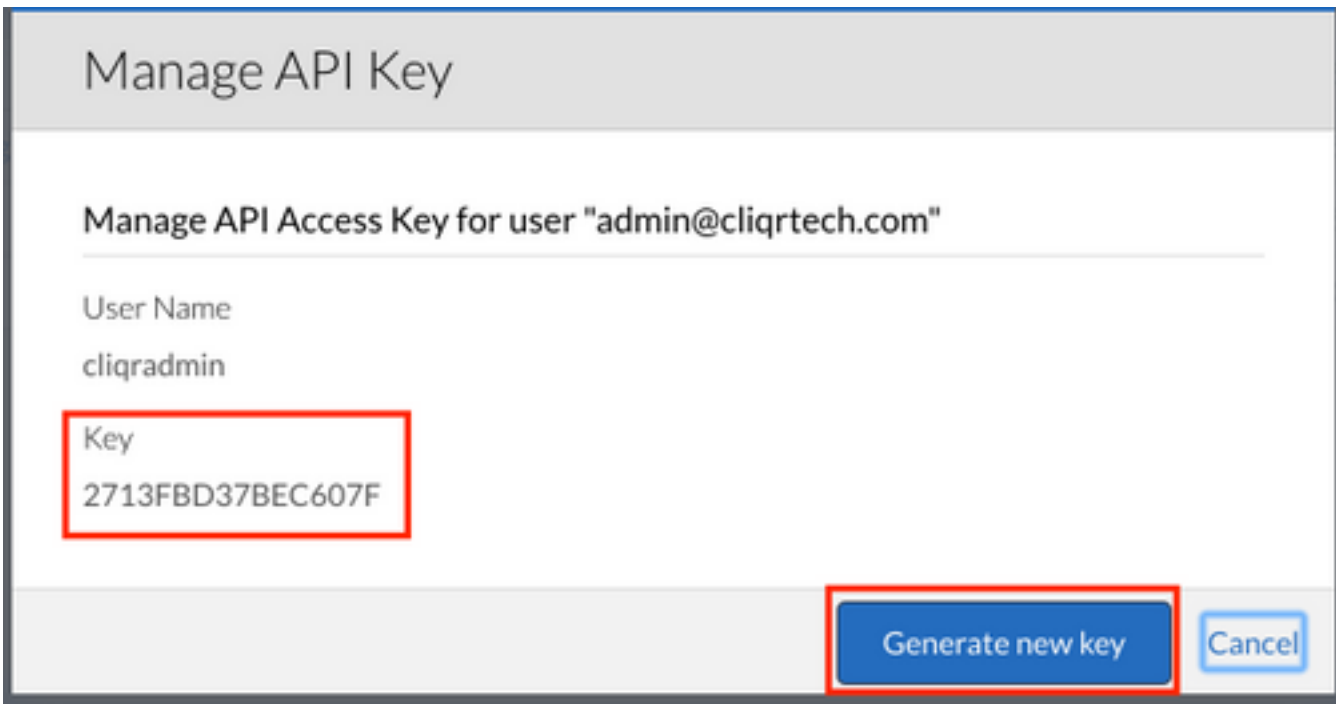 Manage API Key
Manage API Access Key for user "admin@cliqrtech.com"
User Name
cliqradmin
Key
2713FBD37BEC607F
Generate new key
Cancel